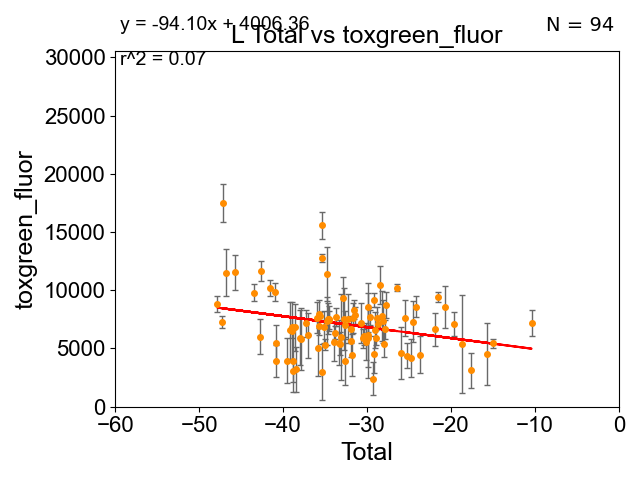 y = -94.10x + 4006.36
N = 94
L Total vs toxgreen_fluor
r^2 = 0.07
30000
25000
20000
15000
10000
5000
0
toxgreen_fluor
−60 −50 −40 −30 −20 −10 0
Total